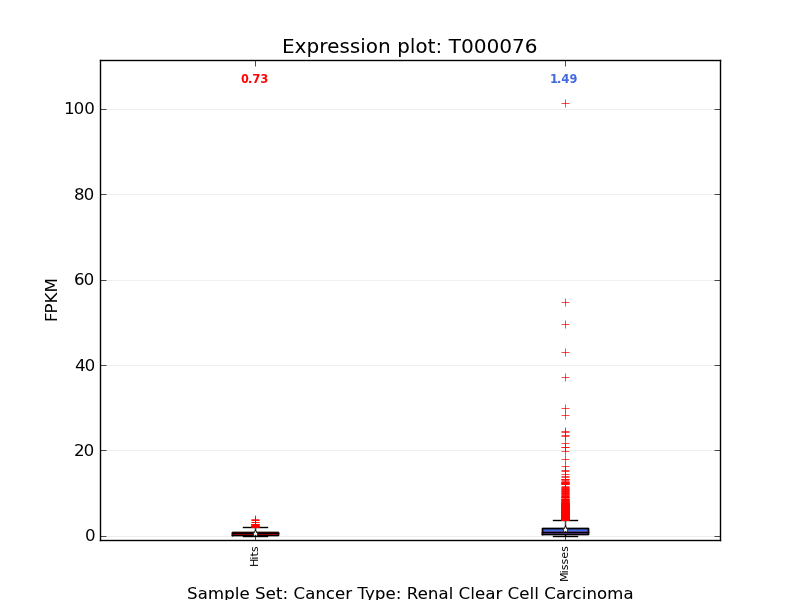 Expression plot: T000076
0.73
1.49
100
80
60
40
20
0
FPKM
Hits
Misses
Sample Set: Cancer Type: Renal Clear Cell Carcinoma